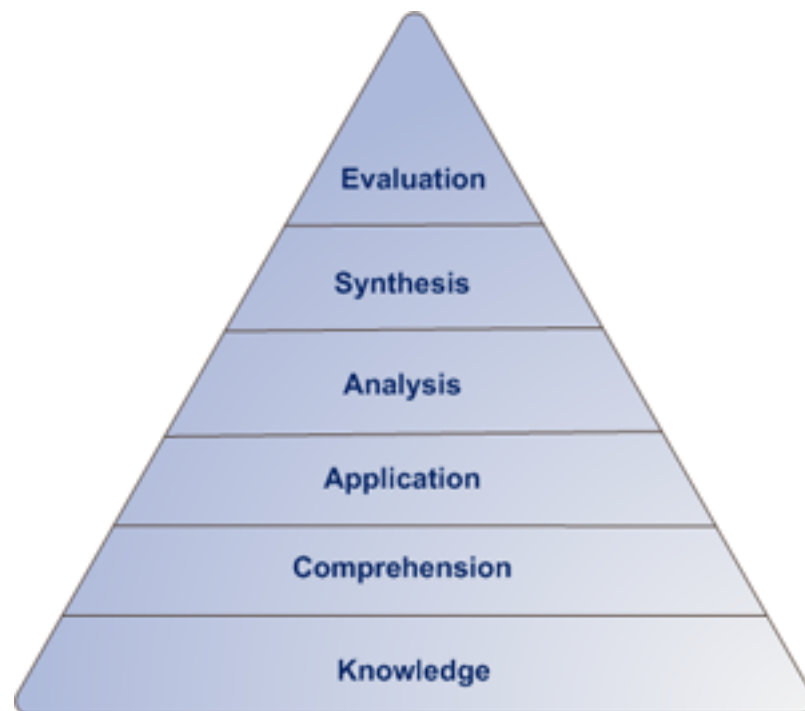 Evaluation
Synthesis
Analysis
Application
Comprehension
Knowledge